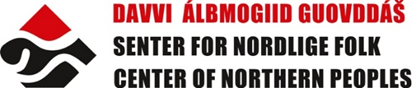 DAVVI ÁLBMOGIID GUOVDDÁŠ
SENTER FOR NORDLIGE FOLK
CENTER OF NORTHERN PEOPLES